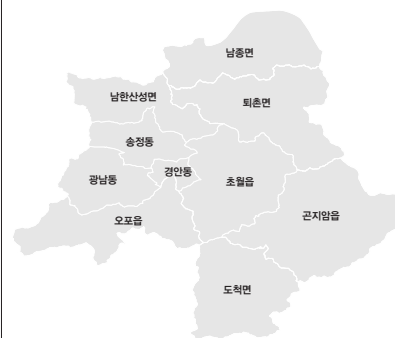 남종면
남한산성면
퇴촌면
송정동
경안동
광남동
초월읍
곤지암읍
오포읍
도척면